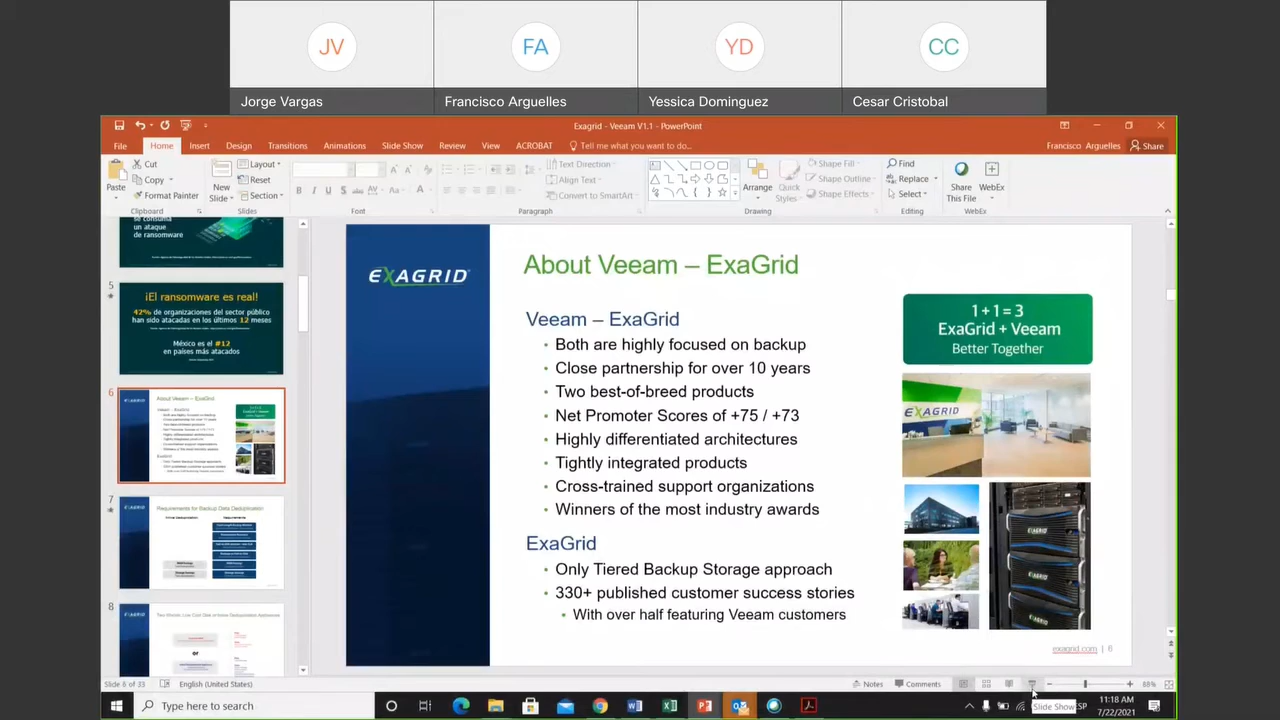 JV
FA
YD
CC
Jorge Vargas
Francisco Arguelles
Yessica Dominguez
Cesar Cristobal
Exagrid - Veeam V1.1 - PowerPoint
File
Home
Insert
Design
Transitions
Animations
Slide Show
Review
View
ACROBAT
Tell me what you want to do...
Francisco Arguelles
Share
Paste
Cut
Copy
Format Painter
Clipboard
New
Slide
Layout
Reset
Section
Slides
Font
Text Direction
Align Text
Convert to SmartArt
Paragraph
Arrange
Quick
Styles
Shape Fill
Shape Outline
Shape Effects
Drawing
Find
Replace
Select
Editing
Share
This File
WebEx
WebEx
se consuma
un ataque
de ransomware
5
¡El ransomware es real!
42% de organizaciones del sector público
han sido atacadas en los últimos 12 meses
México es el #12
en países más atacados
6
About Veeam – ExaGrid
7
Requirements for Backup Data Deduplication
8
EXAGRID
About Veeam – ExaGrid
Veeam – ExaGrid
• Both are highly focused on backup
• Close partnership for over 10 years
• Two best-of-breed products
• Net Promoter Scores of +75 / +73
• Highly differentiated architectures
• Tightly integrated products
• Cross-trained support organizations
• Winners of the most industry awards
ExaGrid
• Only Tiered Backup Storage approach
• 330+ published customer success stories
• With over half featuring Veeam customers
1 + 1 = 3
ExaGrid + Veeam
Better Together
exagrid.com | 6
Slide 6 of 33
English (United States)
Notes
Comments
88%
Type here to search
Slide Show
ESP
11:18 AM
7/22/2021